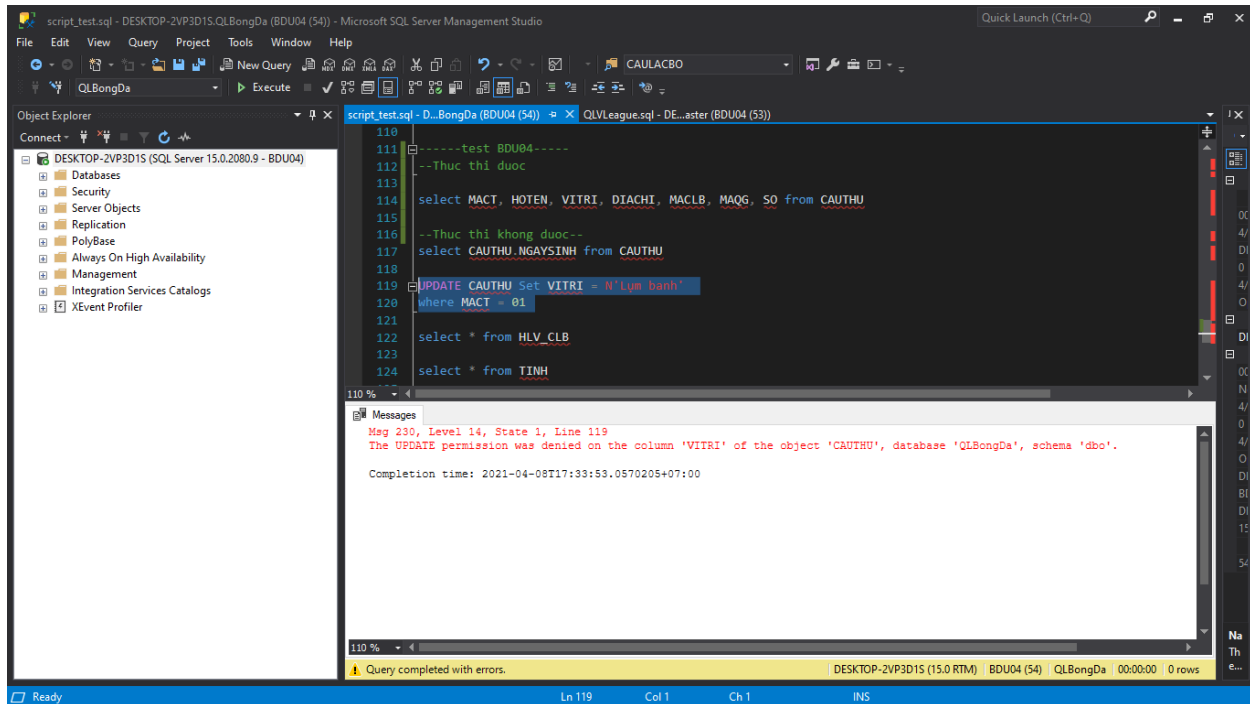 script_test.sql - DESKTOP-2VP3D1S.QLBongDa (BDU04 (54)) - Microsoft SQL Server Management Studio
Quick Launch (Ctrl+Q)
File Edit View Query Project Tools Window Help
New Query
CAULACBO
QLBongDa
Execute
Object Explorer
Connect
DESKTOP-2VP3D1S (SQL Server 15.0.2080.9 - BDU04)
Databases
Security
Server Objects
Replication
PolyBase
Always On High Availability
Management
Integration Services Catalogs
XEvent Profiler
script_test.sql - D...BongDa (BDU04 (54))
QLVLeague.sql - DE...aster (BDU04 (53))
110
111 ------test BDU04-----
112 --Thuc thi duoc
113
114 select MACT, HOTEN, VITRI, DIACHI, MACLB, MAQG, SO from CAUTHU
115
116 --Thuc thi khong duoc--
117 select CAUTHU.NGAYSINH from CAUTHU
118
119 UPDATE CAUTHU Set VITRI = N'Lụm banh'
120 where MACT = 01
121
122 select * from HLV_CLB
123
124 select * from TINH
110 %
Messages
Msg 230, Level 14, State 1, Line 119
The UPDATE permission was denied on the column 'VITRI' of the object 'CAUTHU', database 'QLBongDa', schema 'dbo'.
Completion time: 2021-04-08T17:33:53.0570205+07:00
110 %
Query completed with errors.
DESKTOP-2VP3D1S (15.0 RTM) BDU04 (54) QLBongDa 00:00:00 0 rows
Na
Th
e...
Ready
Ln 119 Col 1 Ch 1 INS